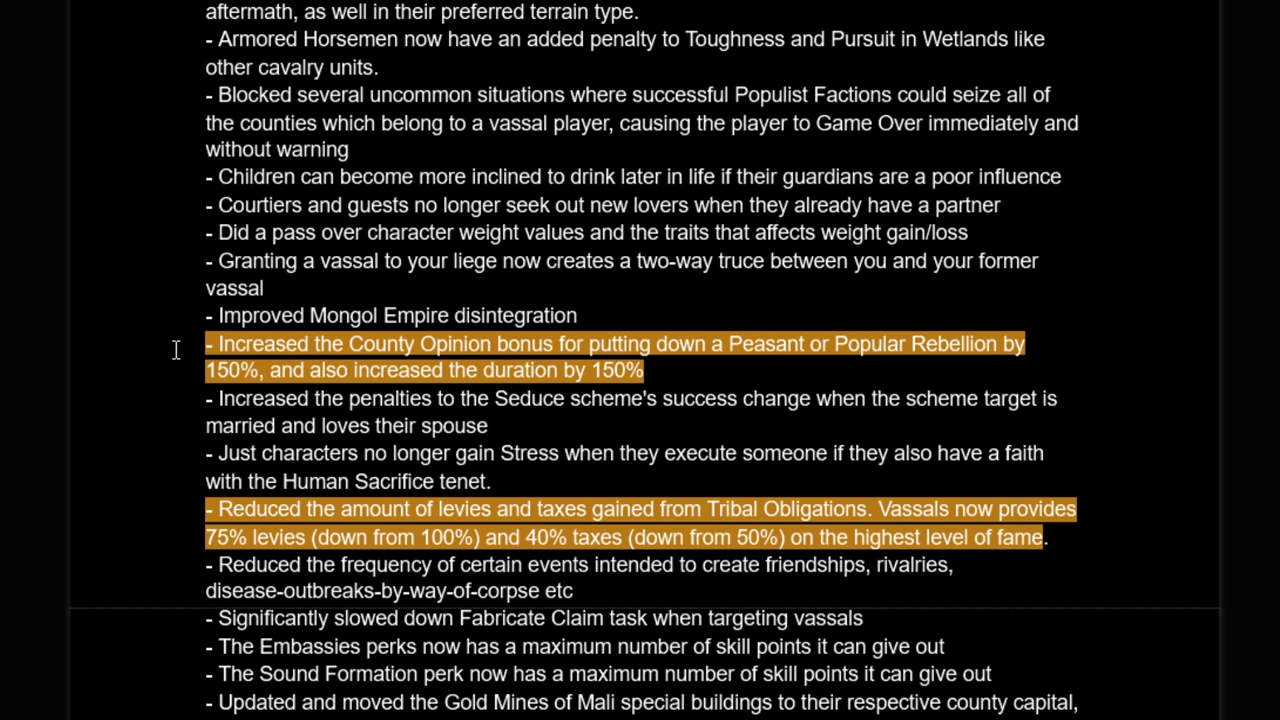 aftermath, as well in their preferred terrain type.
- Armored Horsemen now have an added penalty to Toughness and Pursuit in Wetlands like
other cavalry units.
- Blocked several uncommon situations where successful Populist Factions could seize all of
the counties which belong to a vassal player, causing the player to Game Over immediately and
without warning
- Children can become more inclined to drink later in life if their guardians are a poor influence
- Courtiers and guests no longer seek out new lovers when they already have a partner
- Did a pass over character weight values and the traits that affects weight gain/loss
- Granting a vassal to your liege now creates a two-way truce between you and your former
vassal
- Improved Mongol Empire disintegration
- Increased the County Opinion bonus for putting down a Peasant or Popular Rebellion by
150%, and also increased the duration by 150%
- Increased the penalties to the Seduce scheme's success change when the scheme target is
married and loves their spouse
- Just characters no longer gain Stress when they execute someone if they also have a faith
with the Human Sacrifice tenet.
- Reduced the amount of levies and taxes gained from Tribal Obligations. Vassals now provides
75% levies (down from 100%) and 40% taxes (down from 50%) on the highest level of fame.
- Reduced the frequency of certain events intended to create friendships, rivalries,
disease-outbreaks-by-way-of-corpse etc
- Significantly slowed down Fabricate Claim task when targeting vassals
- The Embassies perks now has a maximum number of skill points it can give out
- The Sound Formation perk now has a maximum number of skill points it can give out
- Updated and moved the Gold Mines of Mali special buildings to their respective county capital,